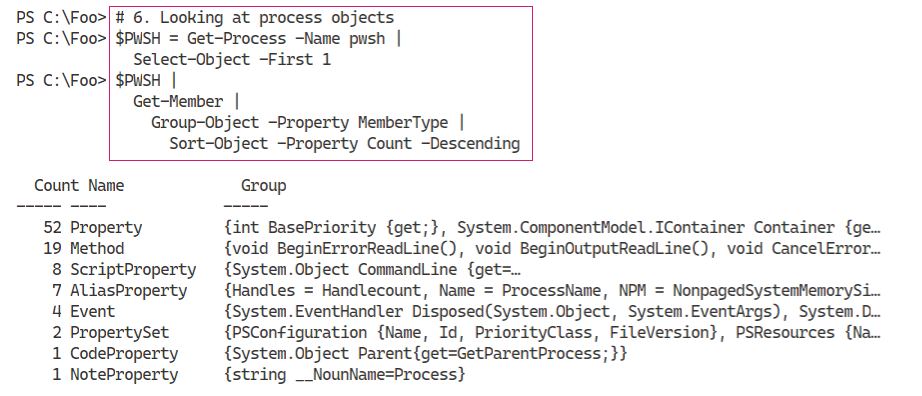 PS C:\Foo> # 6. Looking at process objects
PS C:\Foo> $PWSH = Get-Process -Name pwsh |
Select-Object -First 1
PS C:\Foo> $PWSH |
Get-Member |
Group-Object -Property MemberType |
Sort-Object -Property Count -Descending
Count Name Group
----- ---- -----
52 Property {int BasePriority {get;}, System.ComponentModel.IContainer Container {ge…
19 Method {void BeginErrorReadLine(), void BeginOutputReadLine(), void CancelError…
8 ScriptProperty {System.Object CommandLine {get=…
7 AliasProperty {Handles = Handlecount, Name = ProcessName, NPM = NonpagedSystemMemorySi…
4 Event {System.EventHandler Disposed(System.Object, System.EventArgs), System.D…
2 PropertySet {PSConfiguration {Name, Id, PriorityClass, FileVersion}, PSResources {Na…
1 CodeProperty {System.Object Parent{get=GetParentProcess;}}
1 NoteProperty {string __NounName=Process}